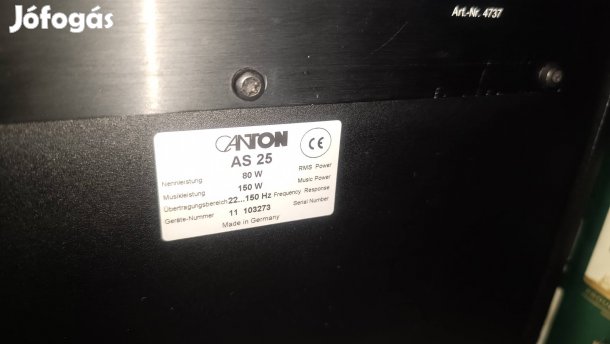 Jófogás
Art.-Nr. 4737
CANTON
AS 25
CE
Nennleistung 80 W RMS Power
Musikleistung 150 W Music Power
Übertragungsbereich 22...150 Hz Frequency Response
Geräte-Nummer 11 103273 Serial Number
Made in Germany